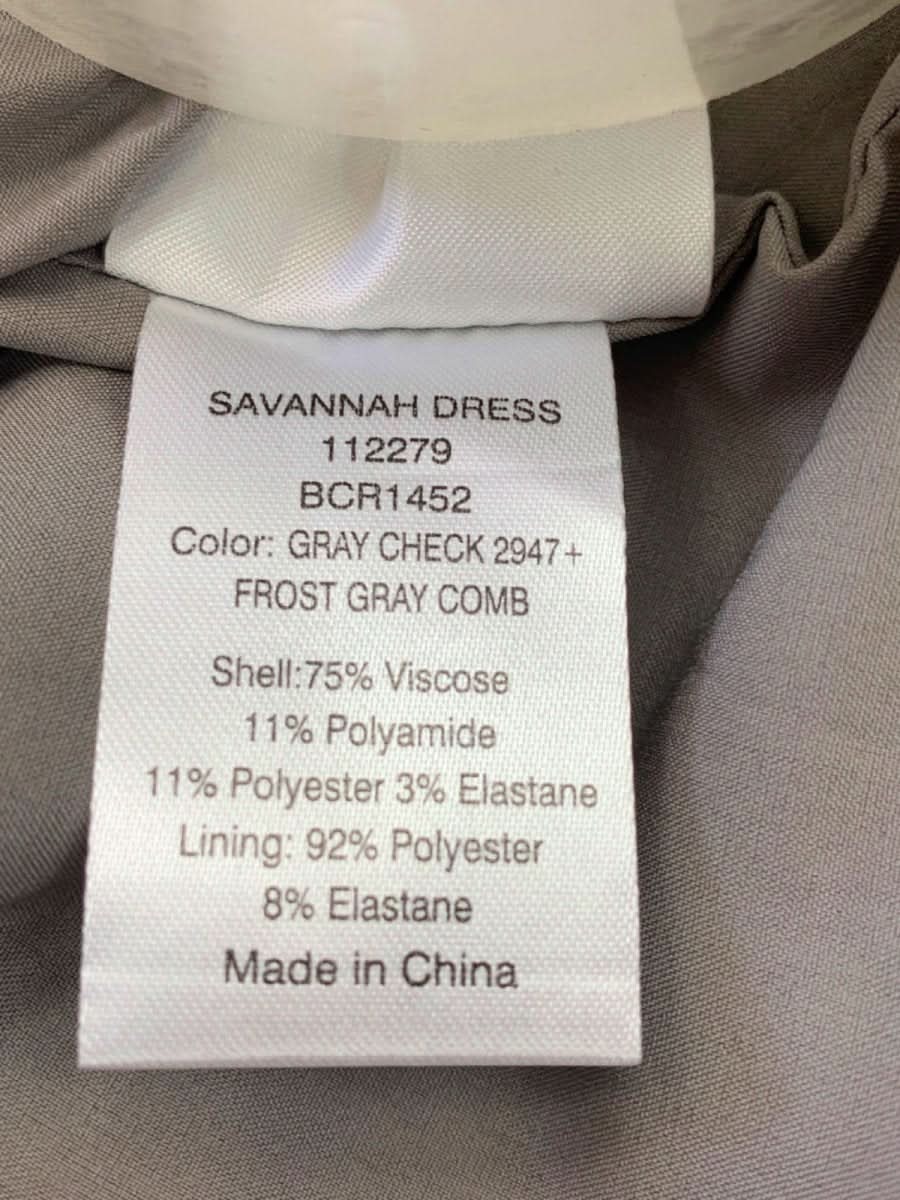 SAVANNAH DRESS
112279
BCR1452
Color: GRAY CHECK 2947+
FROST GRAY COMB
Shell:75% Viscose
11% Polyamide
11% Polyester 3% Elastane
Lining: 92% Polyester
8% Elastane
Made in China